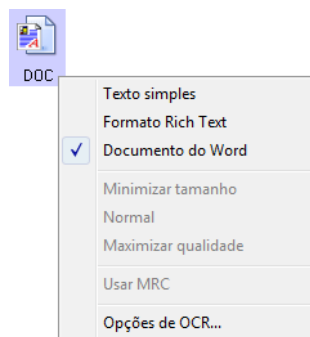 DOC
Texto simples
Formato Rich Text
Documento do Word
Minimizar tamanho
Normal
Maximizar qualidade
Usar MRC
Opções de OCR...